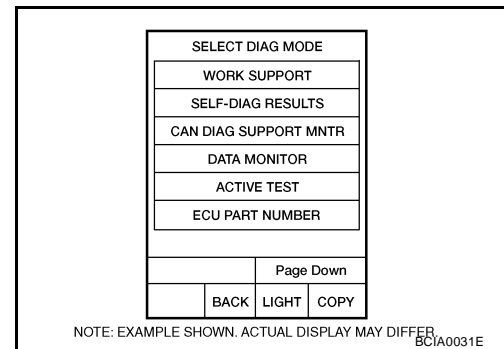 SELECT DIAG MODE
WORK SUPPORT
SELF-DIAG RESULTS
CAN DIAG SUPPORT MNTR
DATA MONITOR
ACTIVE TEST
ECU PART NUMBER
Page Down
BACK LIGHT COPY
NOTE: EXAMPLE SHOWN. ACTUAL DISPLAY MAY DIFFER.
BCIA0031E